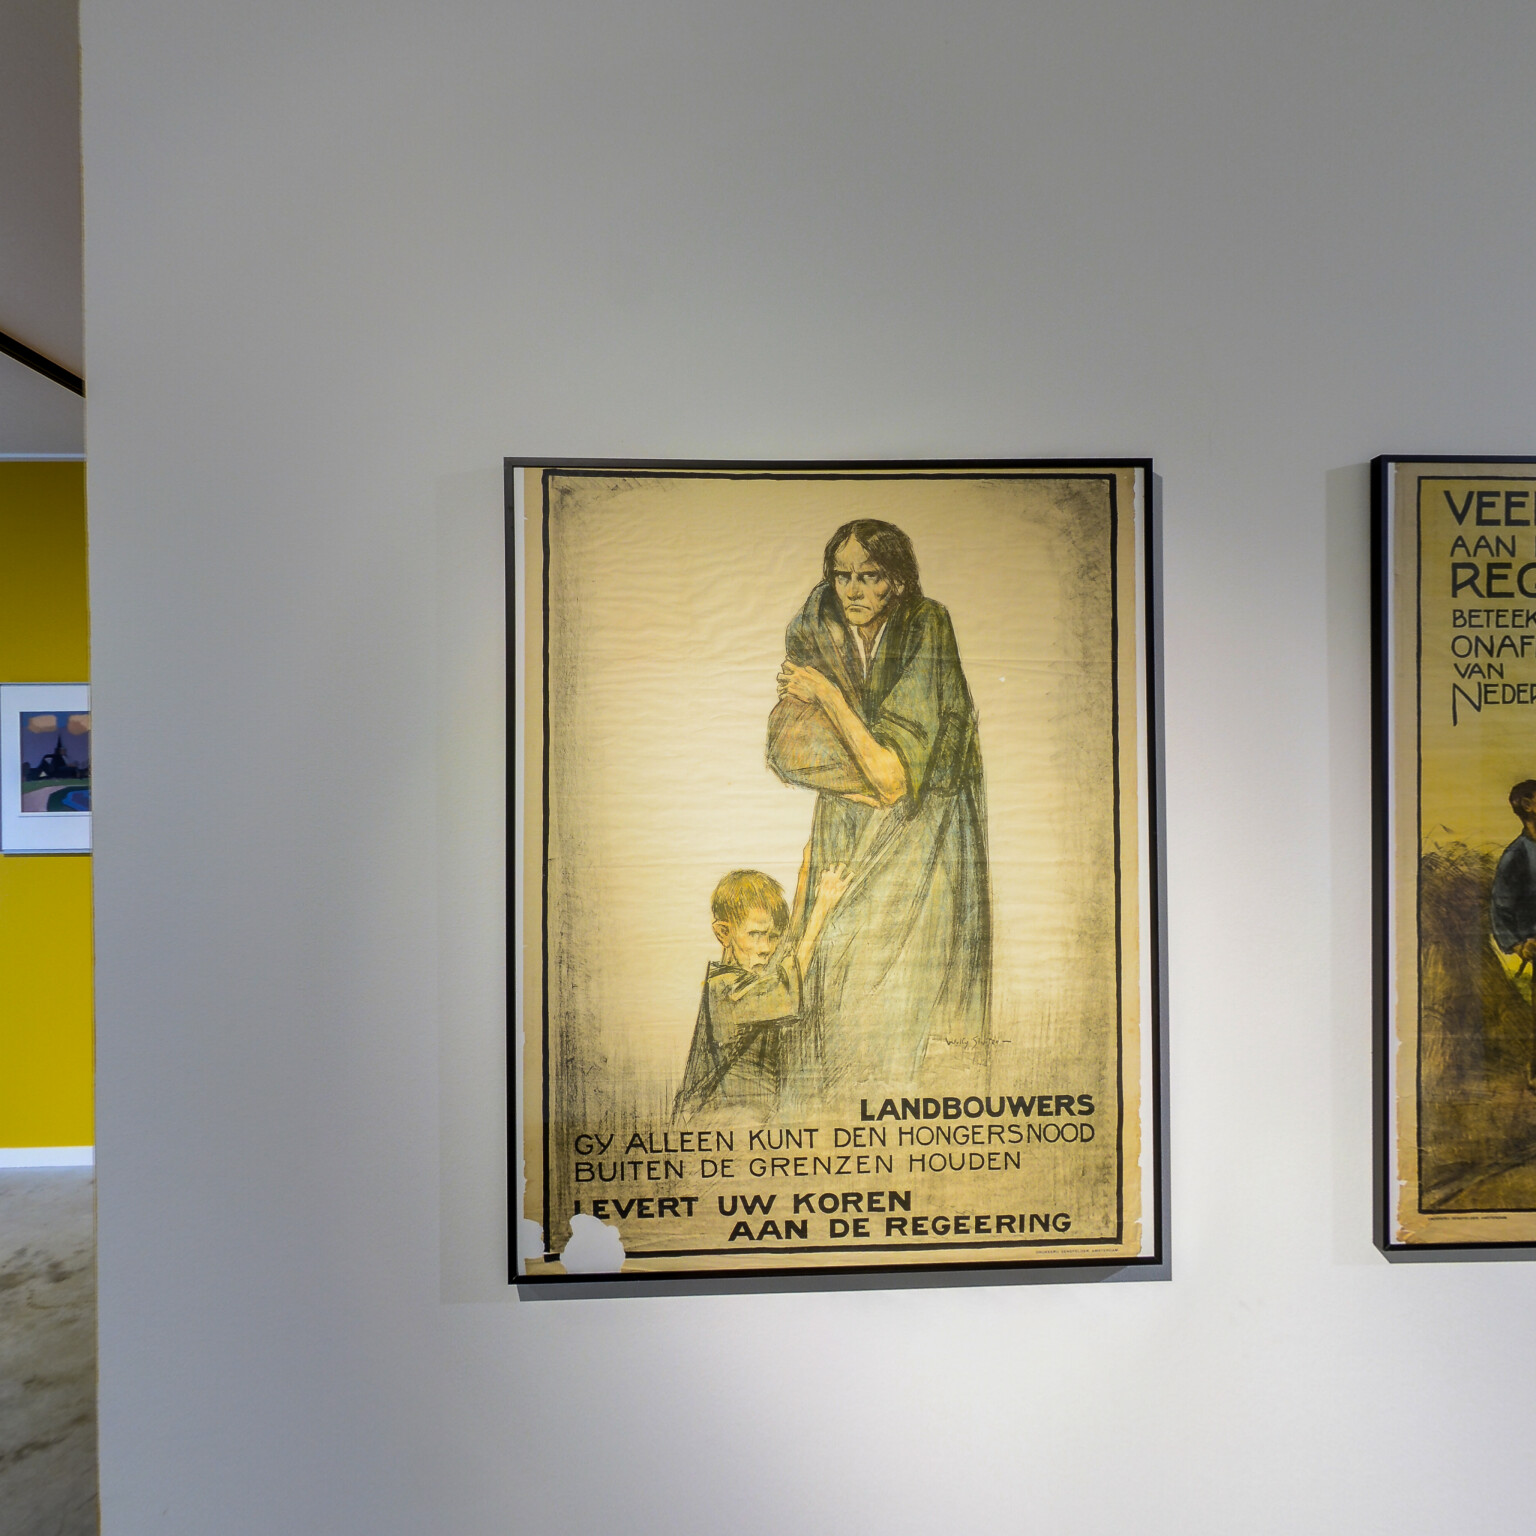 LANDBOUWERS
GY ALLEEN KUNT DEN HONGERSNOOD
BUITEN DE GRENZEN HOUDEN
LEVERT UW KOREN
AAN DE REGEERING
VEE
AAN
REG
BETEEK
ONAF
VAN
NEDER